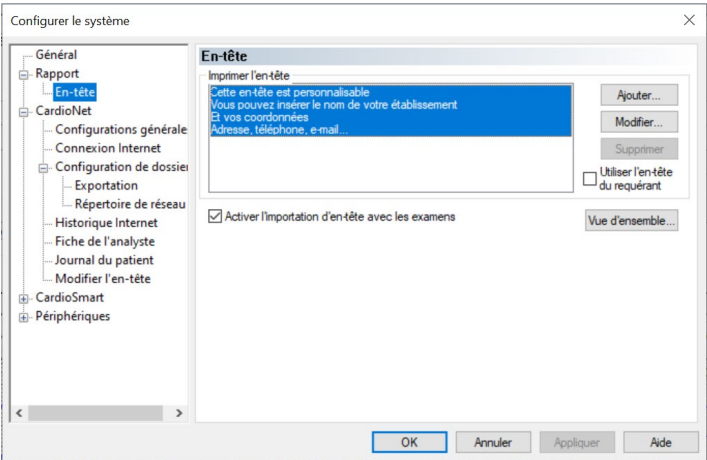 Configurer le système
Général
Rapport
En-tête
CardioNet
Configurations générale
Connexion Internet
Configuration de dossier
Exportation
Répertoire de réseau
Historique Internet
Fiche de l'analyste
Journal du patient
Modifier l'en-tête
CardioSmart
Périphériques
En-tête
Imprimer l'en-tête
Cette en-tête est personnalisable
Vous pouvez insérer le nom de votre établissement
Et vos coordonnées
Adresse, téléphone, e-mail...
Ajouter...
Modifier...
Supprimer
Utiliser l'en-tête
du requérant
Activer l'importation d'en-tête avec les examens
Vue d'ensemble...
OK
Annuler
Appliquer
Aide